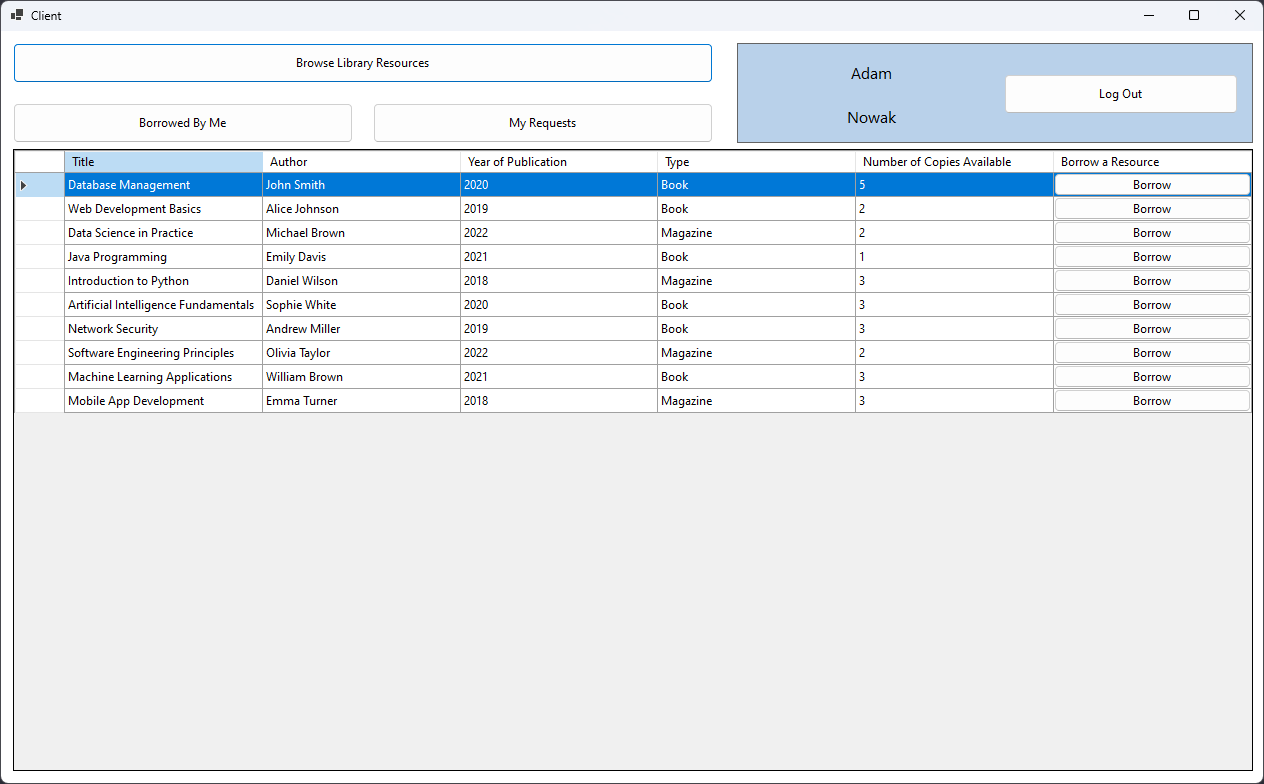 Client
Browse Library Resources
Adam
Log Out
Borrowed By Me My Requests
Nowak
Title Author Year of Publication Type Number of Copies Available Borrow a Resource
Database Management John Smith 2020 Book 5 Borrow
Web Development Basics Alice Johnson 2019 Book 2 Borrow
Data Science in Practice Michael Brown 2022 Magazine 2 Borrow
Java Programming Emily Davis 2021 Book 1 Borrow
Introduction to Python Daniel Wilson 2018 Magazine 3 Borrow
Artificial Intelligence Fundamentals Sophie White 2020 Book 3 Borrow
Network Security Andrew Miller 2019 Book 3 Borrow
Software Engineering Principles Olivia Taylor 2022 Magazine 2 Borrow
Machine Learning Applications William Brown 2021 Book 3 Borrow
Mobile App Development Emma Turner 2018 Magazine 3 Borrow